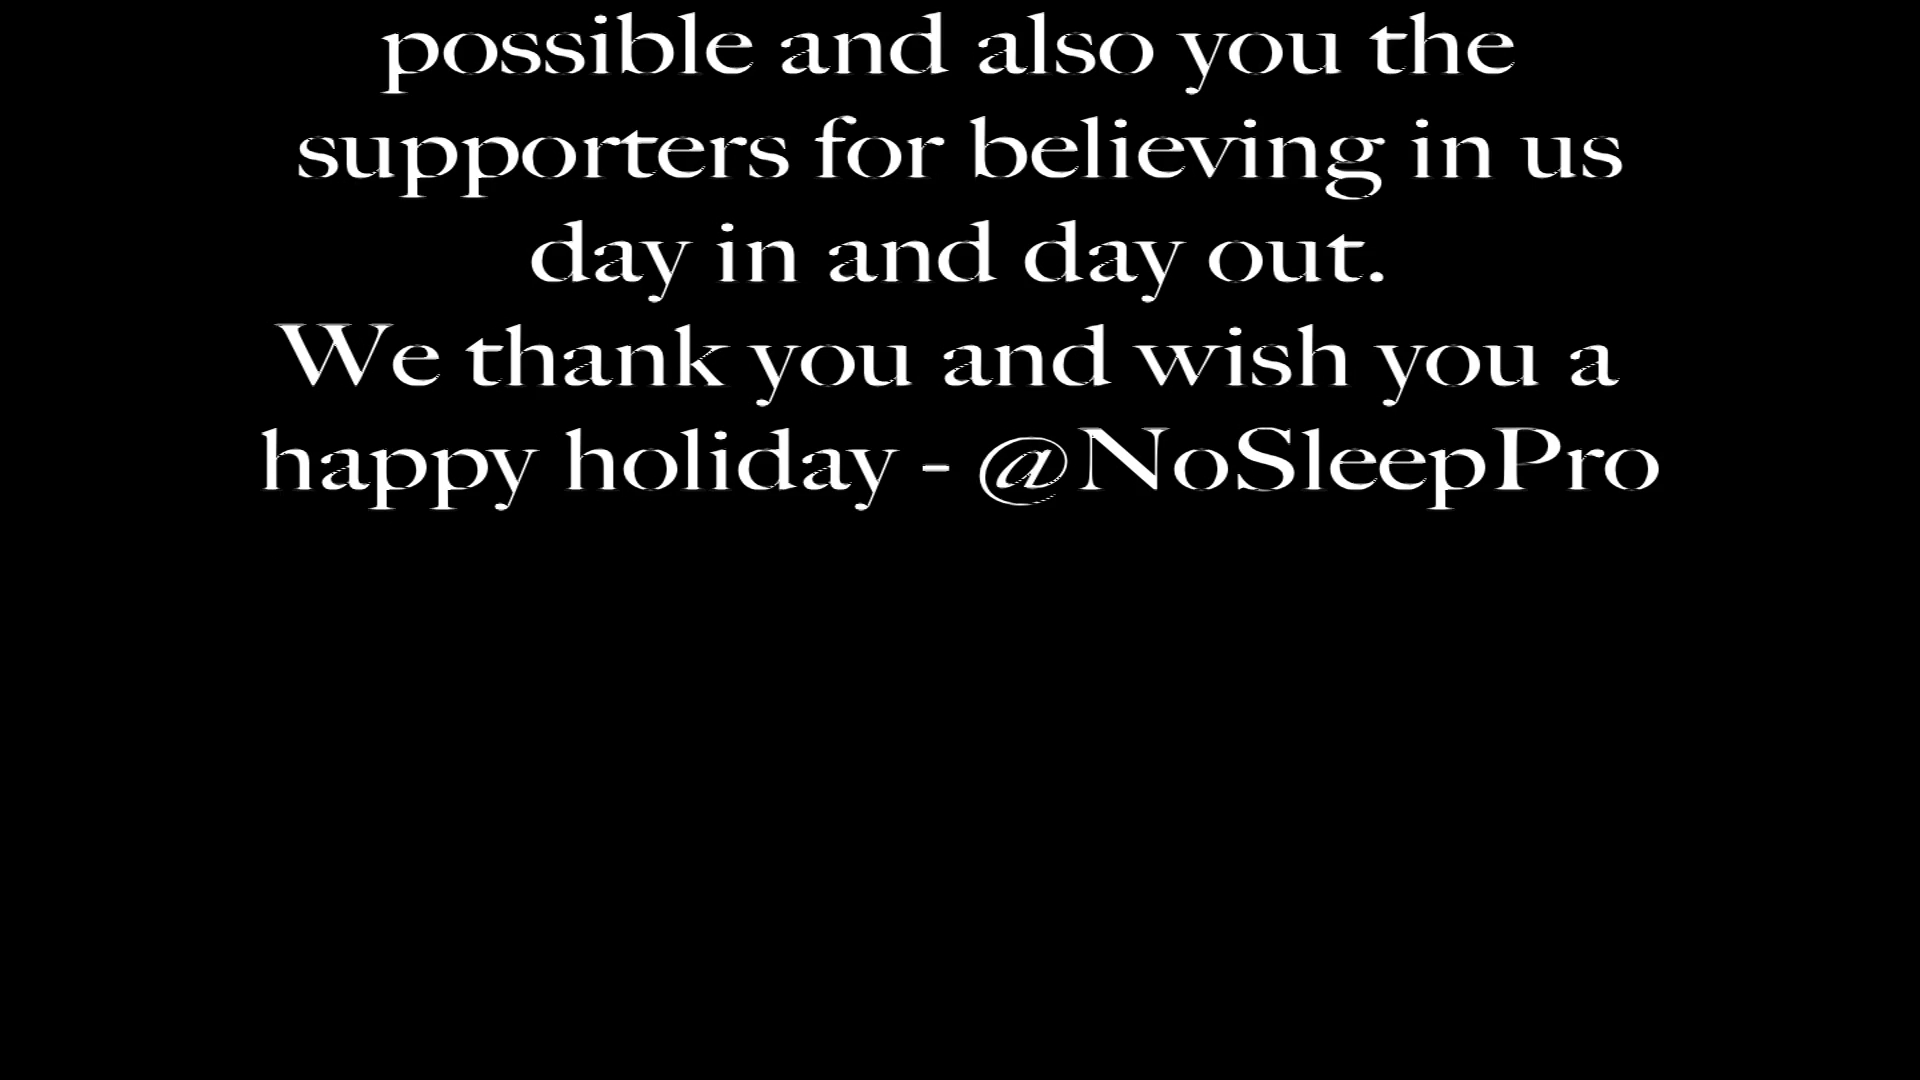 possible and also you the
supporters for believing in us
day in and day out.
We thank you and wish you a
happy holiday - @NoSleepPro